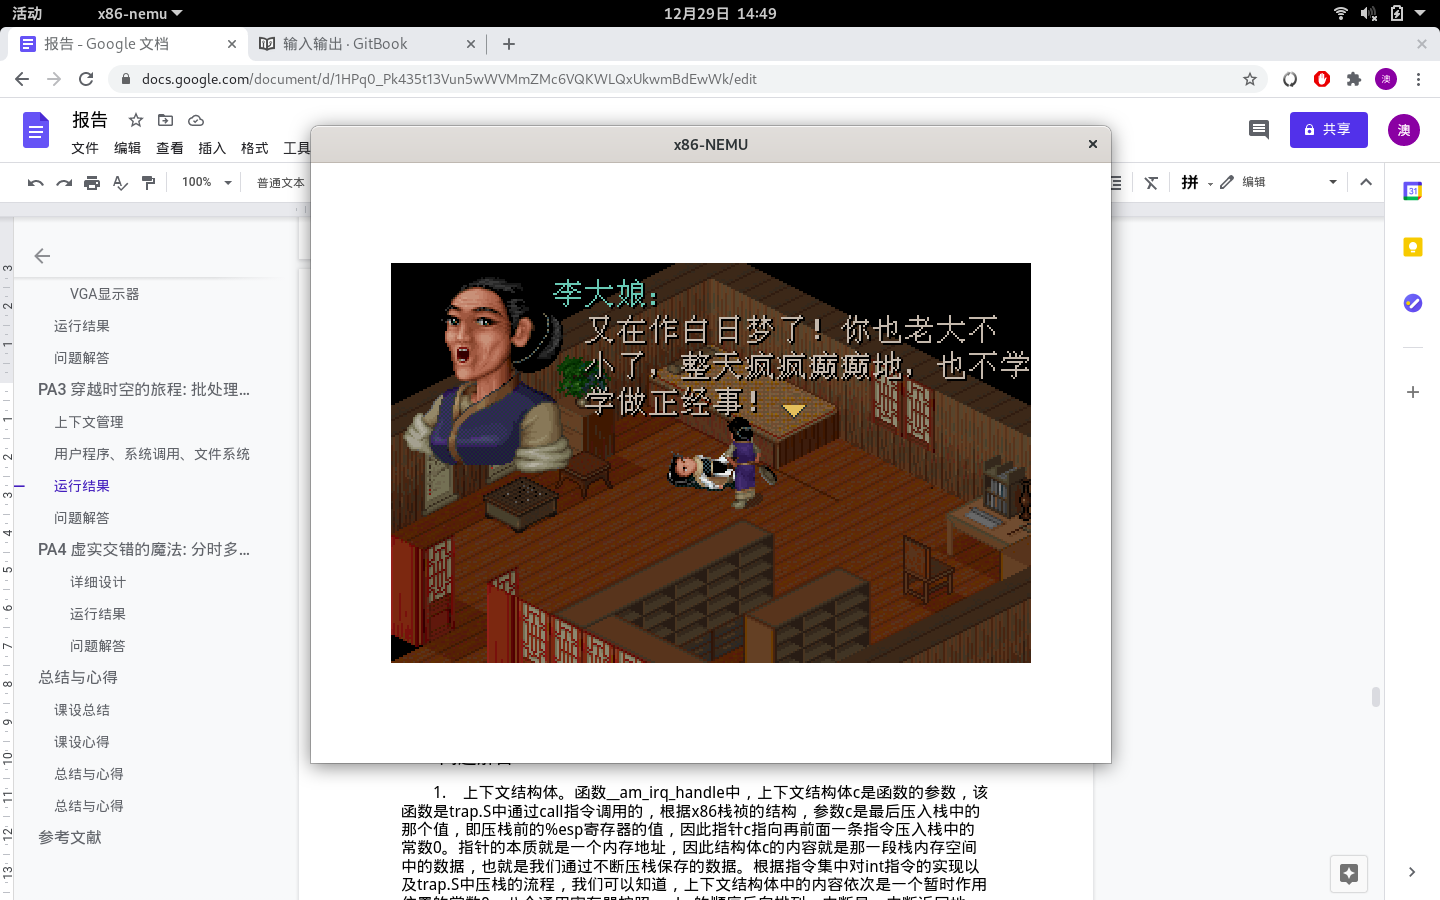 活动
x86-nemu
12月29日 14:49
报告 - Google 文档
输入输出 · GitBook
docs.google.com/document/d/1HPq0_Pk435t13Vun5wWVMmZMc6VQKWLQxUkwmBdEwWk/edit
报告
文件 编辑 查看 插入 格式 工具
共享
澳
100%
普通文本
拼
编辑
x86-NEMU
李大娘：
又在作白日梦了！你也老大不
小了，整天疯疯癫癫地，也不学
学做正经事！
VGA显示器
运行结果
问题解答
PA3 穿越时空的旅程: 批处理...
上下文管理
用户程序、系统调用、文件系统
运行结果
问题解答
PA4 虚实交错的魔法: 分时多...
详细设计
运行结果
问题解答
总结与心得
课设总结
课设心得
总结与心得
总结与心得
参考文献
1. 上下文结构体。函数__am_irq_handle中，上下文结构体c是函数的参数，该
函数是trap.S中通过call指令调用的，根据x86栈祯的结构，参数c是最后压入栈中的
那个值，即压栈前的%esp寄存器的值，因此指针c指向再前面一条指令压入栈中的
常数0。指针的本质就是一个内存地址，因此结构体c的内容就是那一段栈内存空间
中的数据，也就是我们通过不断压栈保存的数据。根据指令集中对int指令的实现以
及trap.S中压栈的流程，我们可以知道，上下文结构体中的内容依次是一个暂时作用